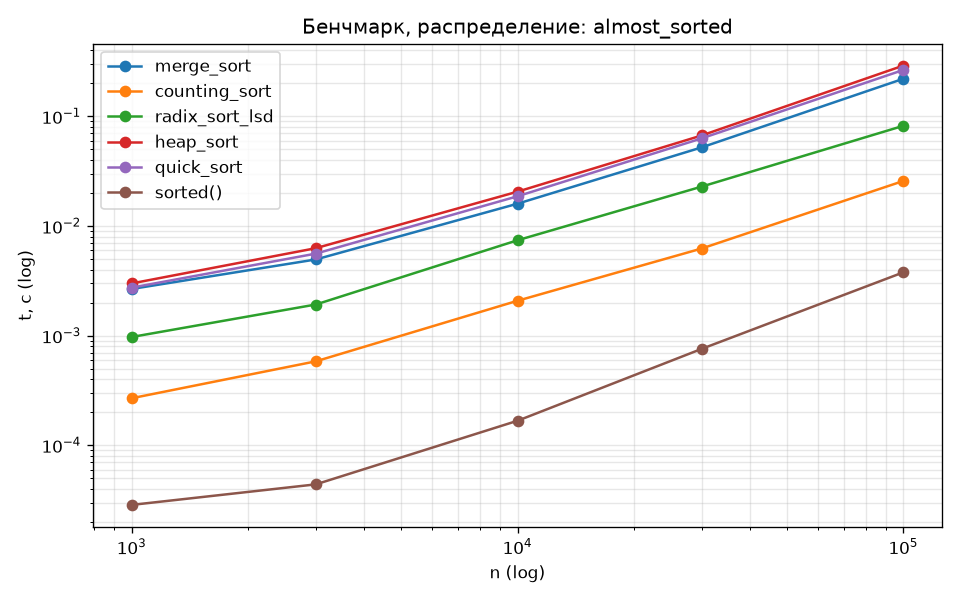 Бенчмарк, распределение: almost_sorted
merge_sort
counting_sort
radix_sort_lsd
heap_sort
quick_sort
sorted()
t, с (log)
10⁻¹
10⁻²
10⁻³
10⁻⁴
10³ 10⁴ 10⁵
n (log)